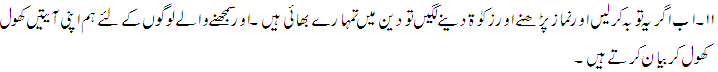 ۱۱۔اب اگر یہ توبہ کرلیں اور نماز پڑھنے اور زکوٰۃ دینے لگیں تو دین میں تمہارے بھائی ہیں ۔اور سمجھنے والے لوگوں کے لئے ہم اپنی آیتیں کھول
کھول کر بیان کرتے ہیں ۔